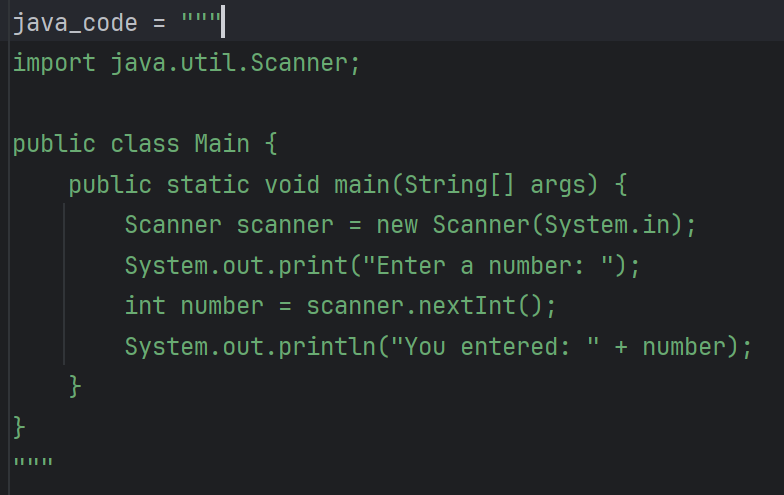 java_code = """
import java.util.Scanner;

public class Main {
    public static void main(String[] args) {
        Scanner scanner = new Scanner(System.in);
        System.out.print("Enter a number: ");
        int number = scanner.nextInt();
        System.out.println("You entered: " + number);
    }
}
"""